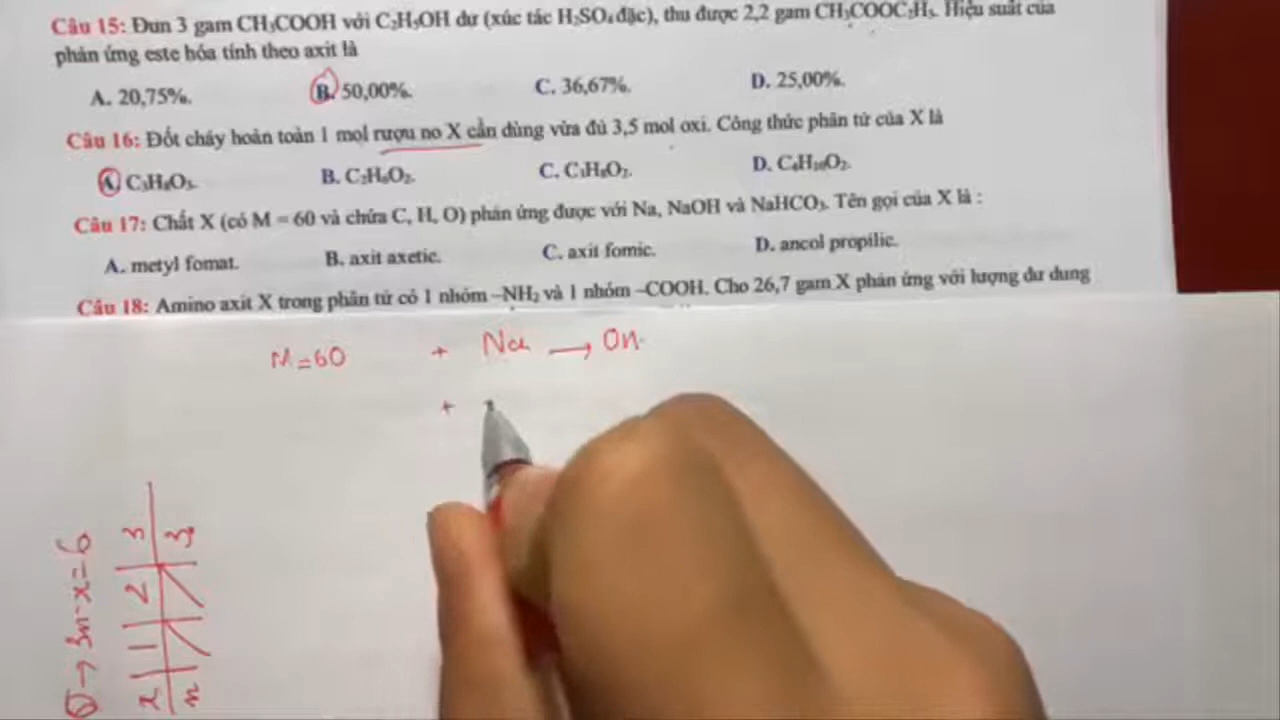 Câu 15: Đun 3 gam CH₃COOH với C₂H₅OH dư (xúc tác H₂SO₄ đặc), thu được 2,2 gam CH₃COOC₂H₅. Hiệu suất của
phản ứng este hóa tính theo axit là
A. 20,75%. B. 50,00%. C. 36,67%. D. 25,00%.
Câu 16: Đốt cháy hoàn toàn 1 mol rượu no X cần dùng vừa đủ 3,5 mol oxi. Công thức phân tử của X là
A. C₃H₈O₃. B. C₂H₆O₂. C. C₃H₈O₂. D. C₄H₁₀O₂.
Câu 17: Chất X (có M = 60 và chứa C, H, O) phản ứng được với Na, NaOH và NaHCO₃. Tên gọi của X là :
A. metyl fomat. B. axit axetic. C. axit fomic. D. ancol propilic.
Câu 18: Amino axit X trong phân tử có 1 nhóm –NH₂ và 1 nhóm –COOH. Cho 26,7 gam X phản ứng với lượng dư dung
M=60 + Na → OH
+
→ 3n-x=6
x 1 2 3
n 3